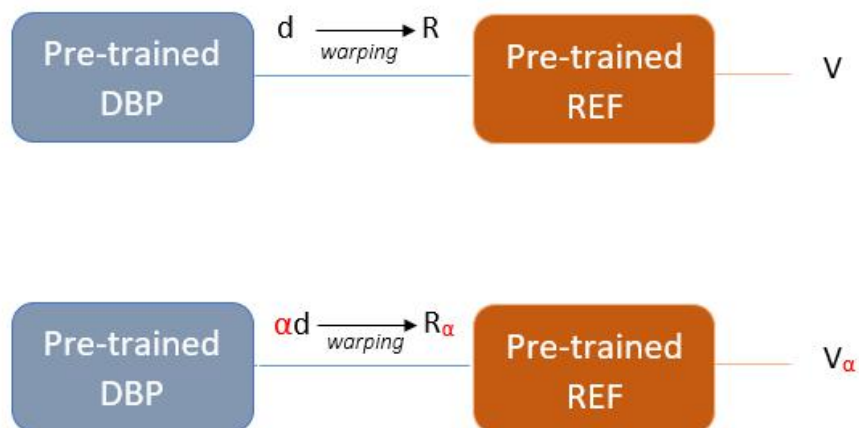 Pre-trained
DBP
d → R
warping
Pre-trained
REF
V
Pre-trained
DBP
αd → Rα
warping
Pre-trained
REF
Vα